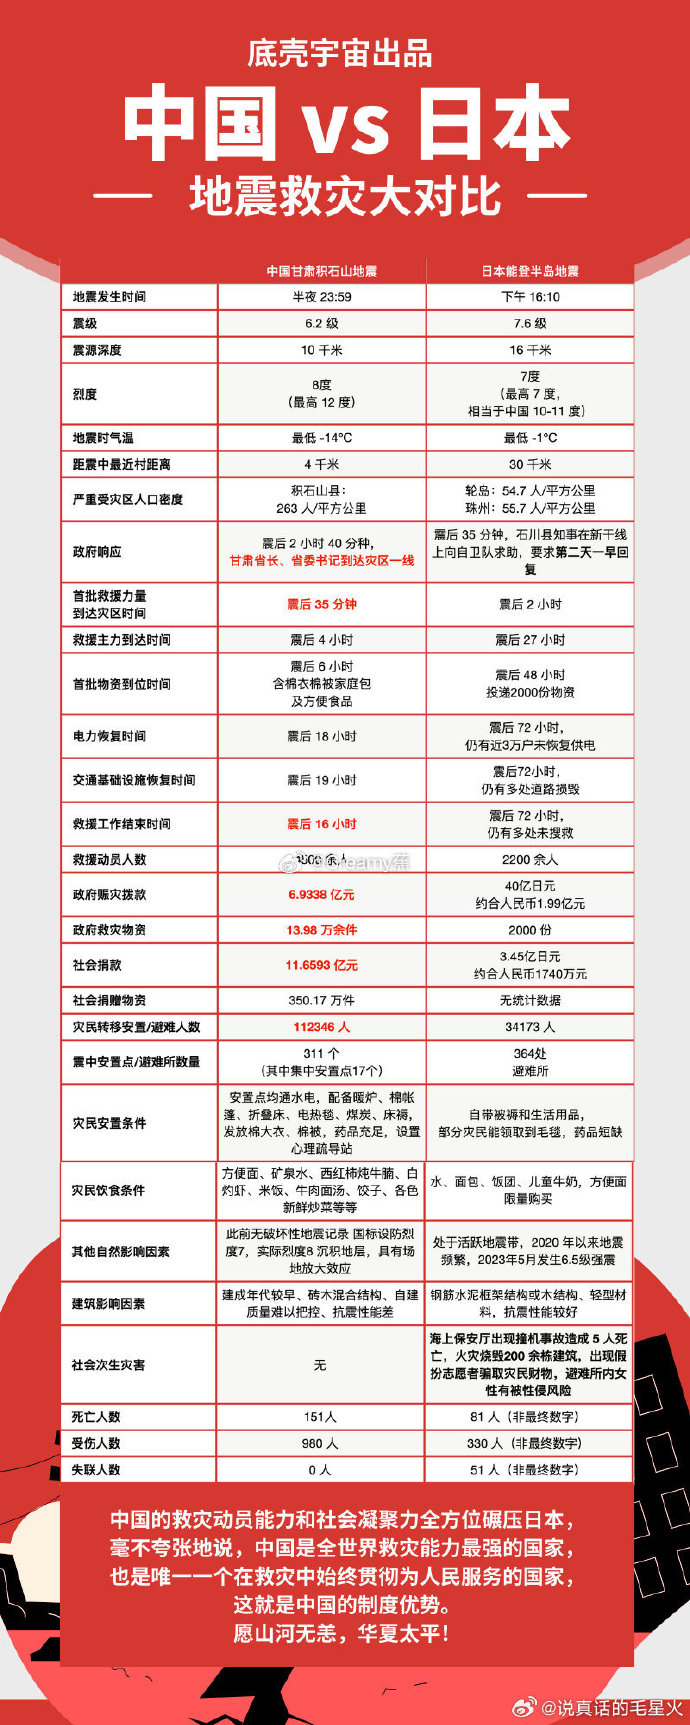 底壳宇宙出品
中国 vs 日本
地震救灾大对比
中国甘肃积石山地震
日本能登半岛地震
地震发生时间
半夜 23:59
下午 16:10
震级
6.2 级
7.6 级
震源深度
10 千米
16 千米
烈度
8度
（最高 12 度）
7度
（最高 7 度，
相当于中国 10-11 度）
地震时气温
最低 -14°C
最低 -1°C
距震中最近村距离
4 千米
30 千米
严重受灾区人口密度
积石山县：
263 人/平方公里
轮岛：54.7 人/平方公里
珠州：55.7人/平方公里
政府响应
震后 2 小时 40 分种，
甘肃省长、省委书记到达灾区一线
震后 35 分钟，石川县知事在新干线
上向自卫队求助，要求第二天一早回
复
首批救援力量
到达灾区时间
震后 35 分钟
震后 2 小时
救援主力到达时间
震后 4 小时
震后 27 小时
首批物资到位时间
震后 6 小时
含棉衣棉被家庭包
及方便食品
震后 48 小时
投递2000份物资
电力恢复时间
震后 18 小时
震后 72 小时，
仍有近3万户未恢复供电
交通基础设施恢复时间
震后 19 小时
震后72小时，
仍有多处道路损毁
救援工作结束时间
震后 16 小时
震后 72 小时，
仍有多处未搜救
救援动员人数
余人
@Creamy蕉
2200 余人
政府赈灾拨款
6.9338 亿元
40亿日元
约合人民币1.99亿元
政府救灾物资
13.98 万余件
2000 份
社会捐款
11.6593 亿元
3.45亿日元
约合人民币1740万元
社会捐赠物资
350.17 万件
无统计数据
灾民转移安置/避难人数
112346 人
34173 人
震中安置点/避难所数量
311 个
（其中集中安置点17个）
364处
避难所
灾民安置条件
安置点均通水电，配备暖炉、棉帐
篷、折叠床、电热毯、煤炭、床褥，
发放棉大衣、棉被，药品充足，设置
心理疏导站
自带被褥和生活用品，
部分灾民能领取到毛毯，药品短缺
灾民饮食条件
方便面、矿泉水、西红柿炖牛腩、白
灼虾、米饭、牛肉面汤、饺子、各色
新鲜炒菜等等
水、面包、饭团、儿童牛奶，方便面
限量购买
其他自然影响因素
此前无破坏性地震记录 国标设防烈
度7，实际烈度8 沉积地层，具有场
地放大效应
处于活跃地震带，2020 年以来地震
频繁，2023年5月发生6.5级强震
建筑影响因素
建成年代较早、砖木混合结构、自建
质量难以把控、抗震性能差
钢筋水泥框架结构或木结构、轻型材
料，抗震性能较好
社会次生灾害
无
海上保安厅出现撞机事故造成 5 人死
亡，火灾烧毁200 余栋建筑，出现假
扮志愿者骗取灾民财物，避难所内女
性有被性侵风险
死亡人数
151人
81 人（非最终数字）
受伤人数
980 人
330 人（非最终数字）
失联人数
0 人
51 人（非最终数字）
中国的救灾动员能力和社会凝聚力全方位碾压日本，
毫不夸张地说，中国是全世界救灾能力最强的国家，
也是唯一一个在救灾中始终贯彻为人民服务的国家，
这就是中国的制度优势。
愿山河无恙，华夏太平！
@说真话的毛星火